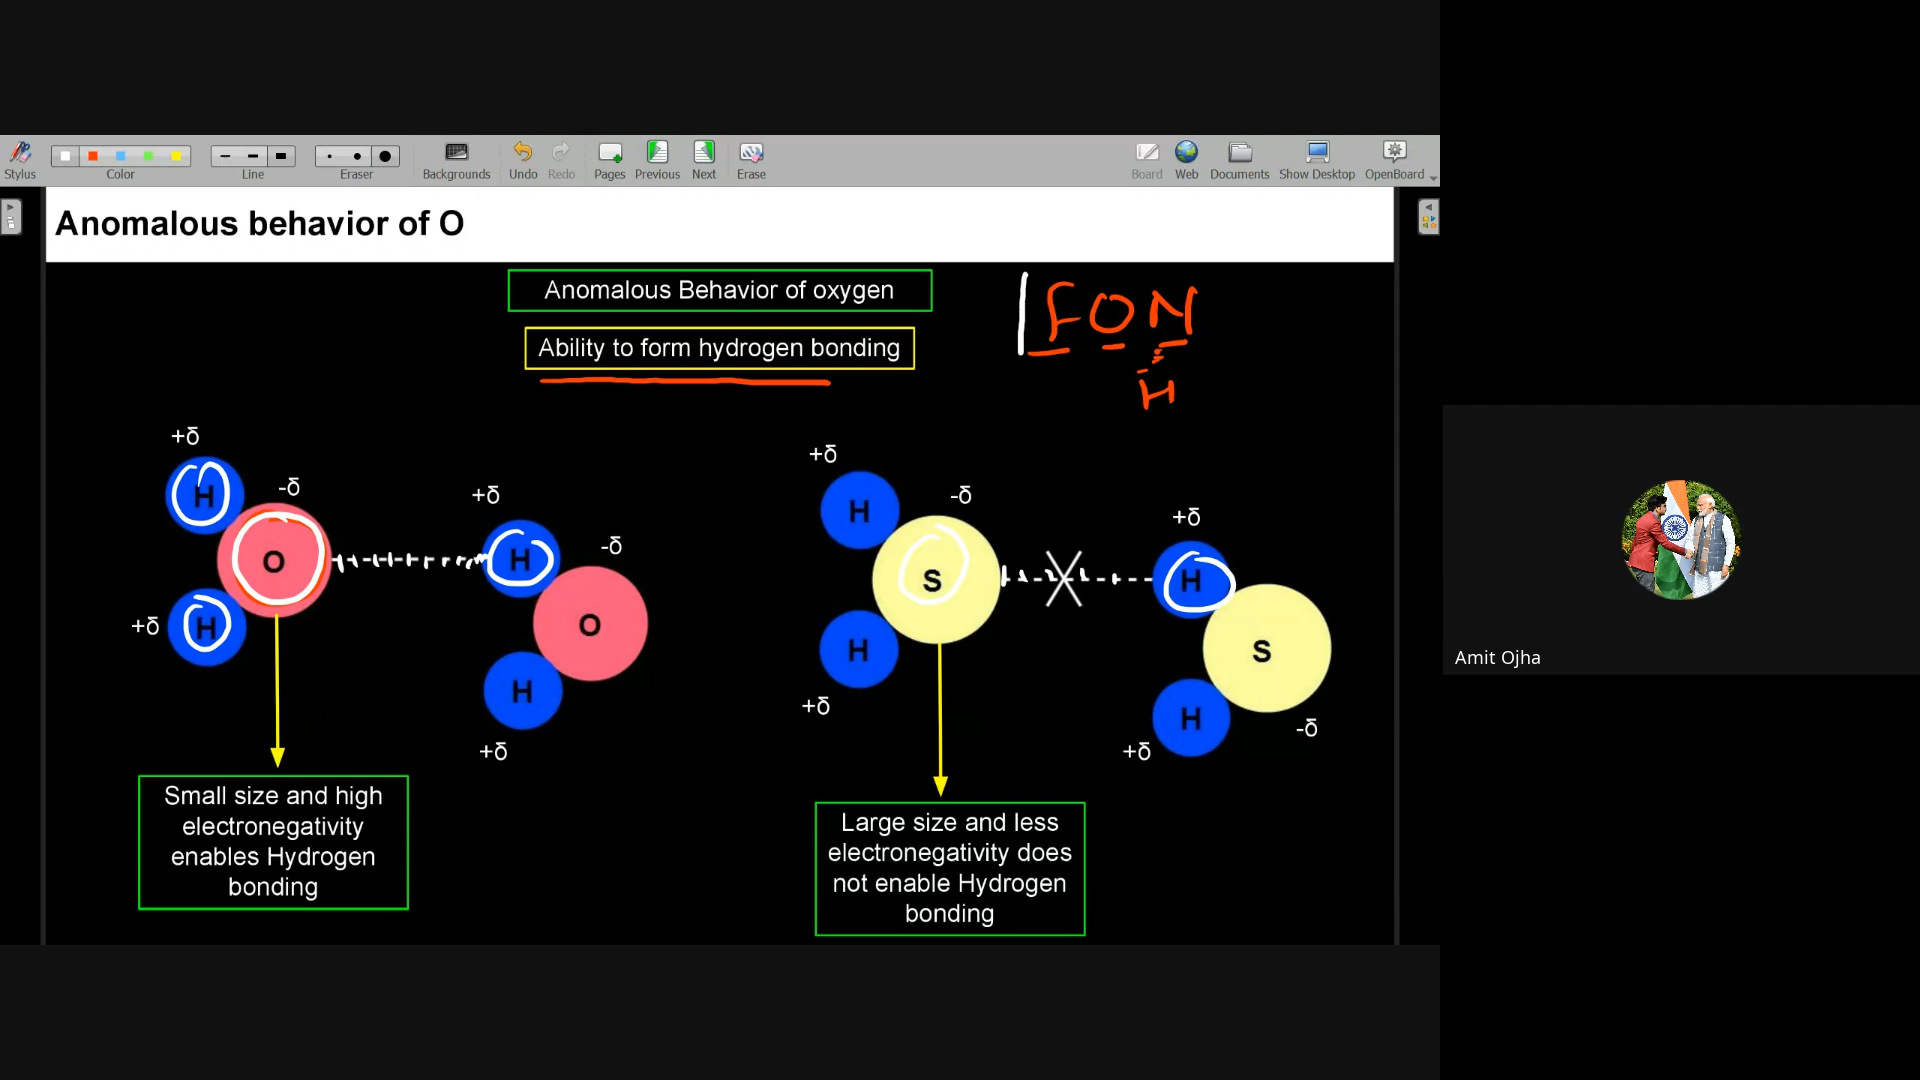 Stylus
Color
Line
Eraser
Backgrounds
Undo
Redo
Pages
Previous
Next
Erase
Board
Web
Documents
Show Desktop
OpenBoard
Anomalous behavior of O
Anomalous Behavior of oxygen
Ability to form hydrogen bonding
FON
H
+δ
H
-δ
O
+δ
H
+δ
H
-δ
O
H
+δ
+δ
H
-δ
S
H
+δ
+δ
H
S
H
-δ
+δ
Small size and high
electronegativity
enables Hydrogen
bonding
Large size and less
electronegativity does
not enable Hydrogen
bonding
Amit Ojha